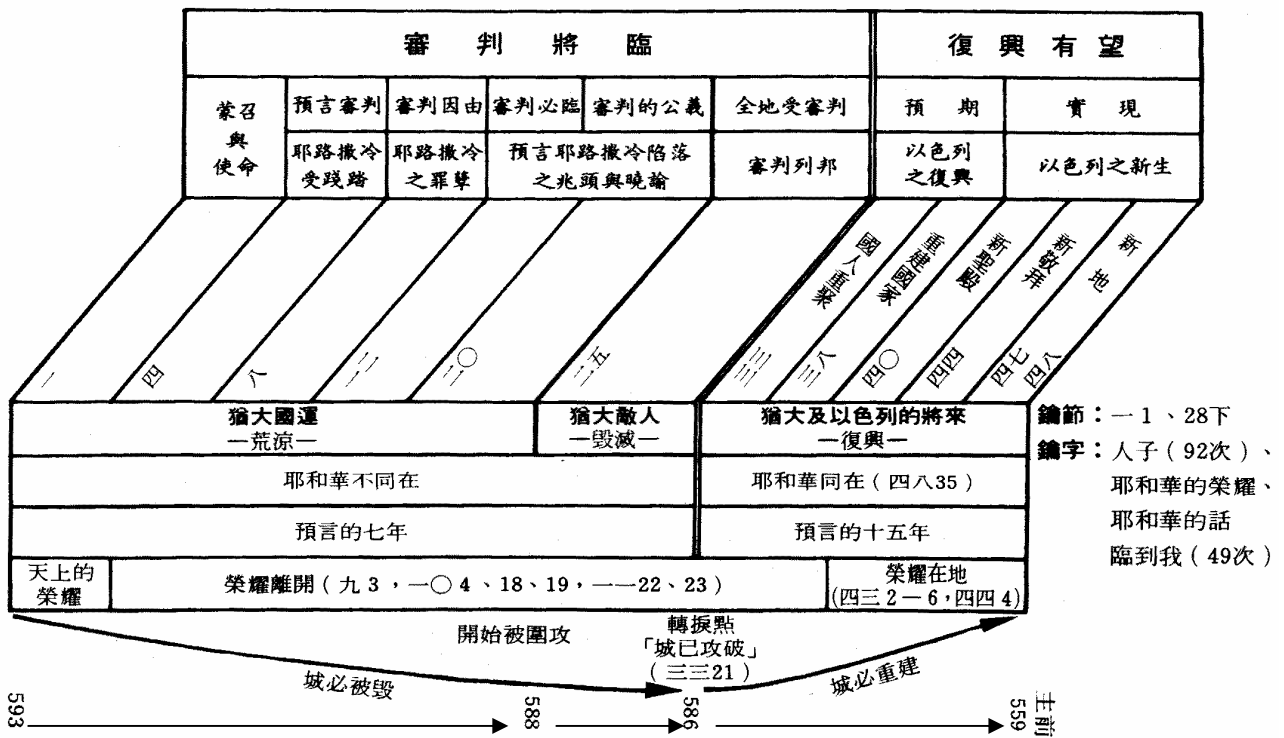 審判將臨
復興有望
蒙召
與
使命
預言審判
審判因由
審判必臨
審判的公義
全地受審判
預期
實現
耶路撒冷
受踐踏
耶路撒冷
之罪孽
預言耶路撒冷陷落
之兆頭與曉諭
審判列邦
以色列
之復興
以色列之新生
國人重聚
重建國家
新聖殿
新敬拜
新地
一
四
八
一二
二〇
二五
三三
三八
四〇
四四
四七
四八
猶大國運
—荒涼—
猶大敵人
—毀滅—
猶大及以色列的將來
—復興—
耶和華不同在
耶和華同在(四八35)
預言的七年
預言的十五年
天上的
榮耀
榮耀離開(九3,一〇4、18、19,一一22、23)
榮耀在地
(四三2—6,四四4)
鑰節:一1、28下
鑰字:人子(92次)、
耶和華的榮耀、
耶和華的話
臨到我(49次)
開始被圍攻
轉捩點
「城已攻破」
(三三21)
城必被毀
城必重建
593
588
586
559
主前